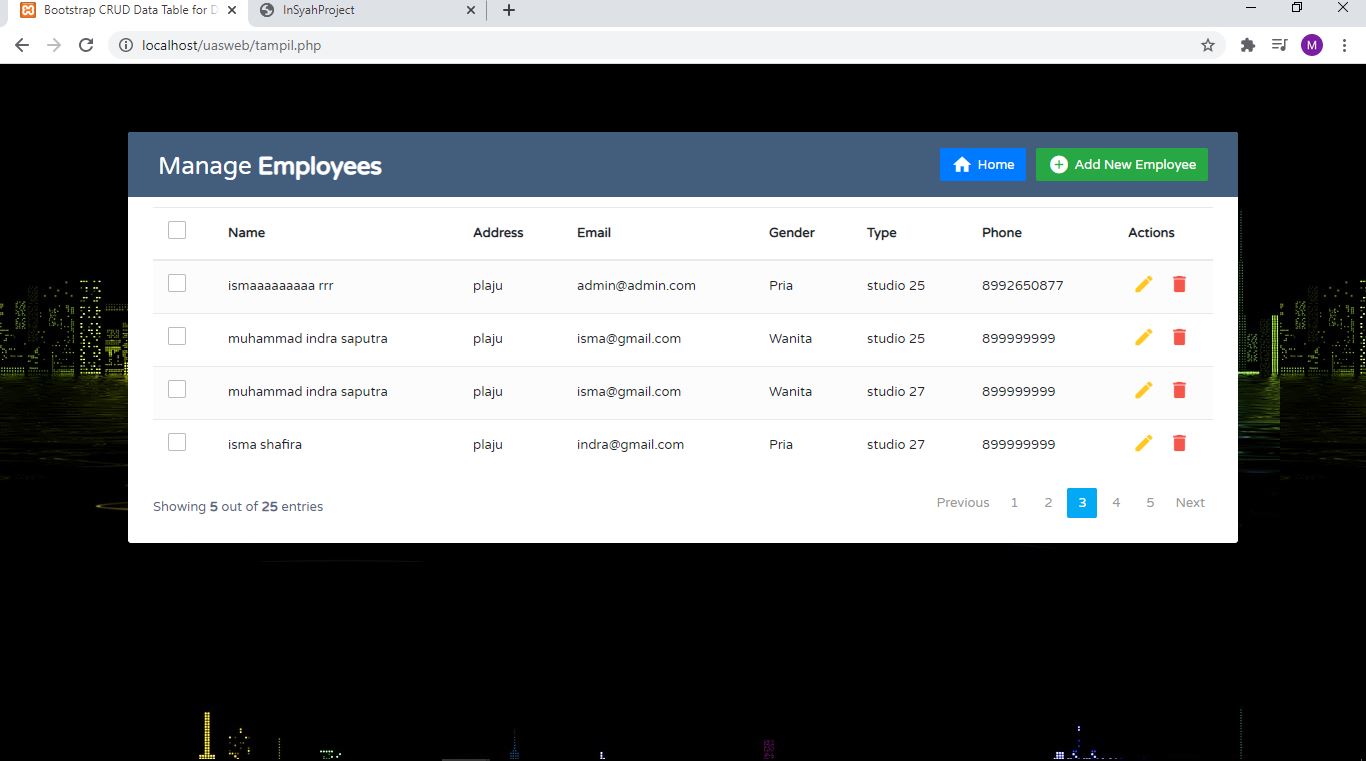 Bootstrap CRUD Data Table for D
InSyahProject
localhost/uasweb/tampil.php
M
Manage Employees
Home
Add New Employee
Name Address Email Gender Type Phone Actions
ismaaaaaaaaa rrr plaju admin@admin.com Pria studio 25 8992650877
muhammad indra saputra plaju isma@gmail.com Wanita studio 25 899999999
muhammad indra saputra plaju isma@gmail.com Wanita studio 27 899999999
isma shafira plaju indra@gmail.com Pria studio 27 899999999
Showing 5 out of 25 entries
Previous 1 2 3 4 5 Next